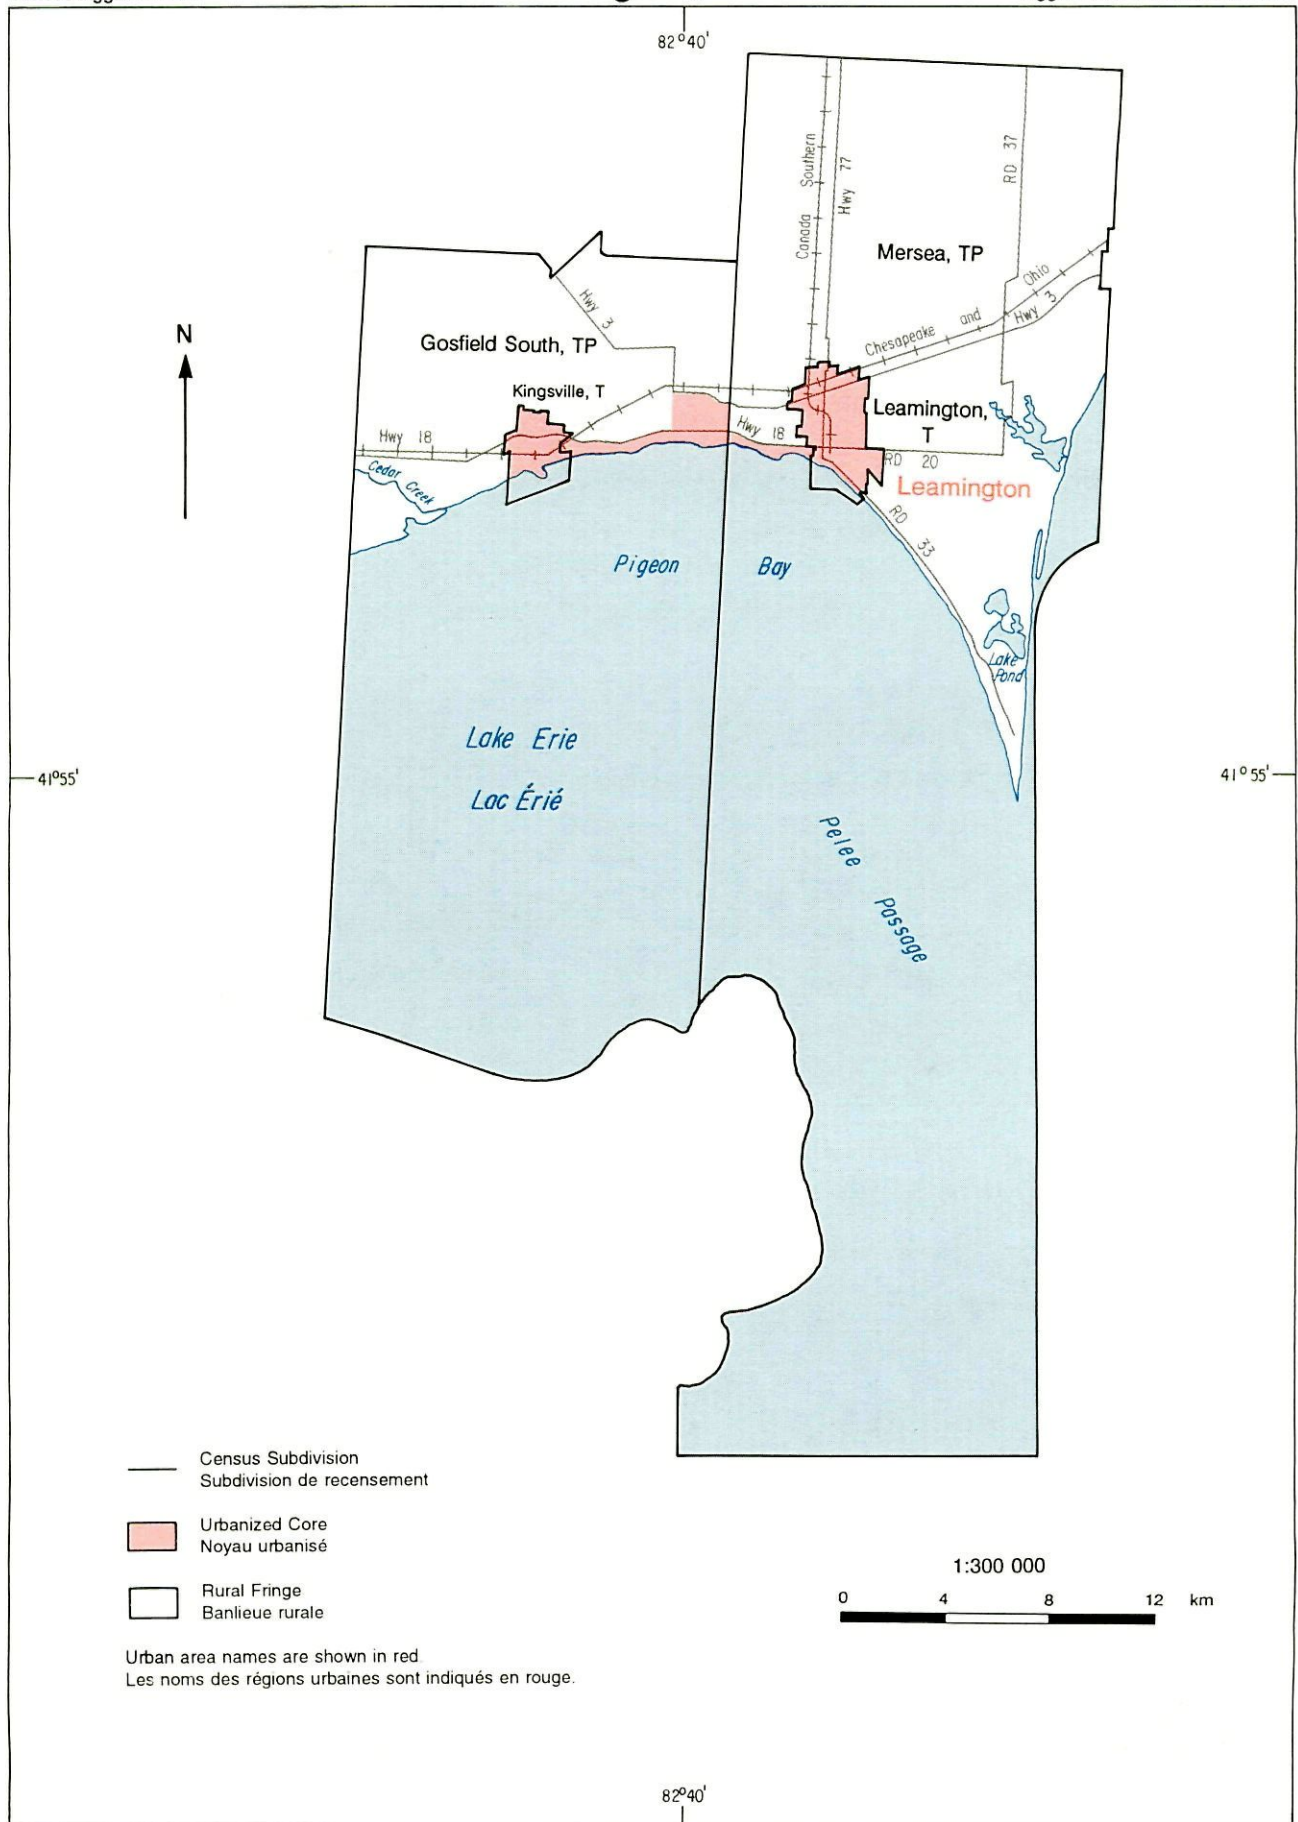 82°40'
Canada Southern
Hwy 77
RD 37
Mersea, TP
Hwy 3
Chesapeake and Ohio
Hwy 3
N
Gosfield South, TP
Kingsville, T
Leamington,
T
Hwy 18
Hwy 18
RD 20
Cedar Creek
Leamington
RD 33
Pigeon Bay
Lake
Pond
Lake Erie
Lac Érié
41°55'
41°55'
Pelee Passage
Census Subdivision
Subdivision de recensement
Urbanized Core
Noyau urbanisé
Rural Fringe
Banlieue rurale
1:300 000
0 4 8 12 km
Urban area names are shown in red.
Les noms des régions urbaines sont indiqués en rouge.
82°40'